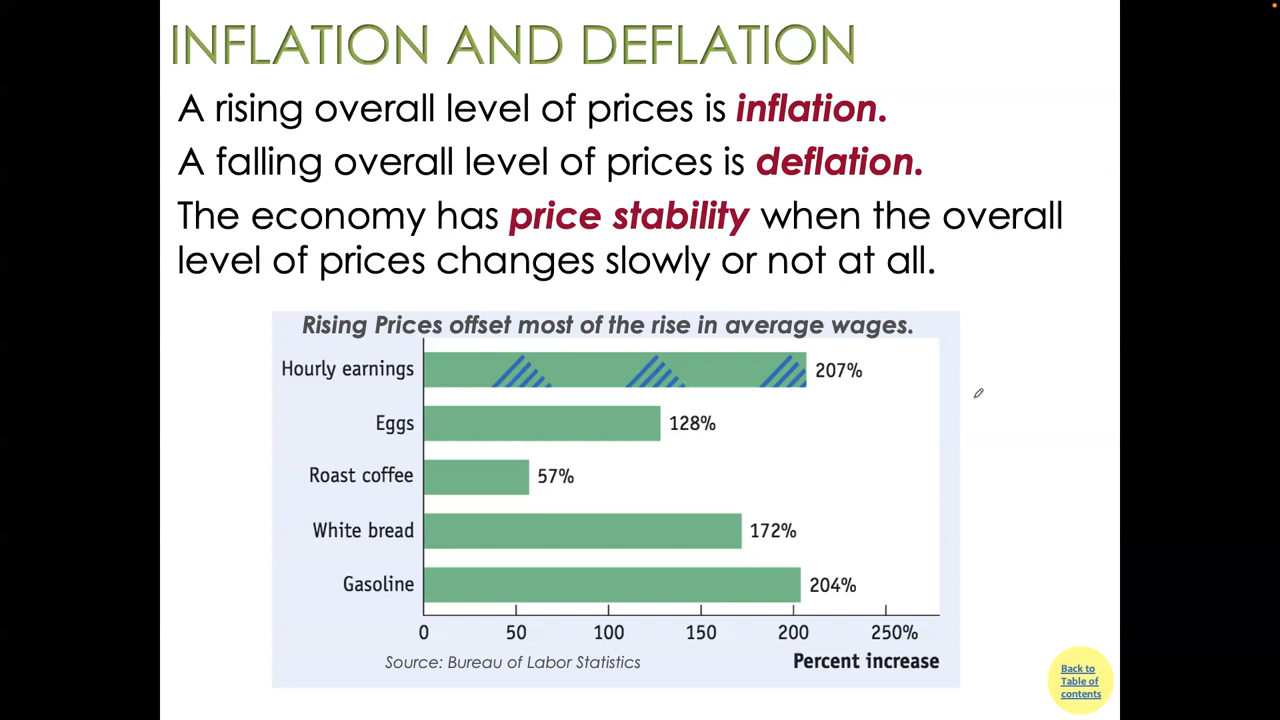 INFLATION AND DEFLATION
A rising overall level of prices is inflation.
A falling overall level of prices is deflation.
The economy has price stability when the overall
level of prices changes slowly or not at all.
Rising Prices offset most of the rise in average wages.
Hourly earnings 207%
Eggs 128%
Roast coffee 57%
White bread 172%
Gasoline 204%
0 50 100 150 200 250%
Source: Bureau of Labor Statistics Percent increase
Back to
Table of
contents